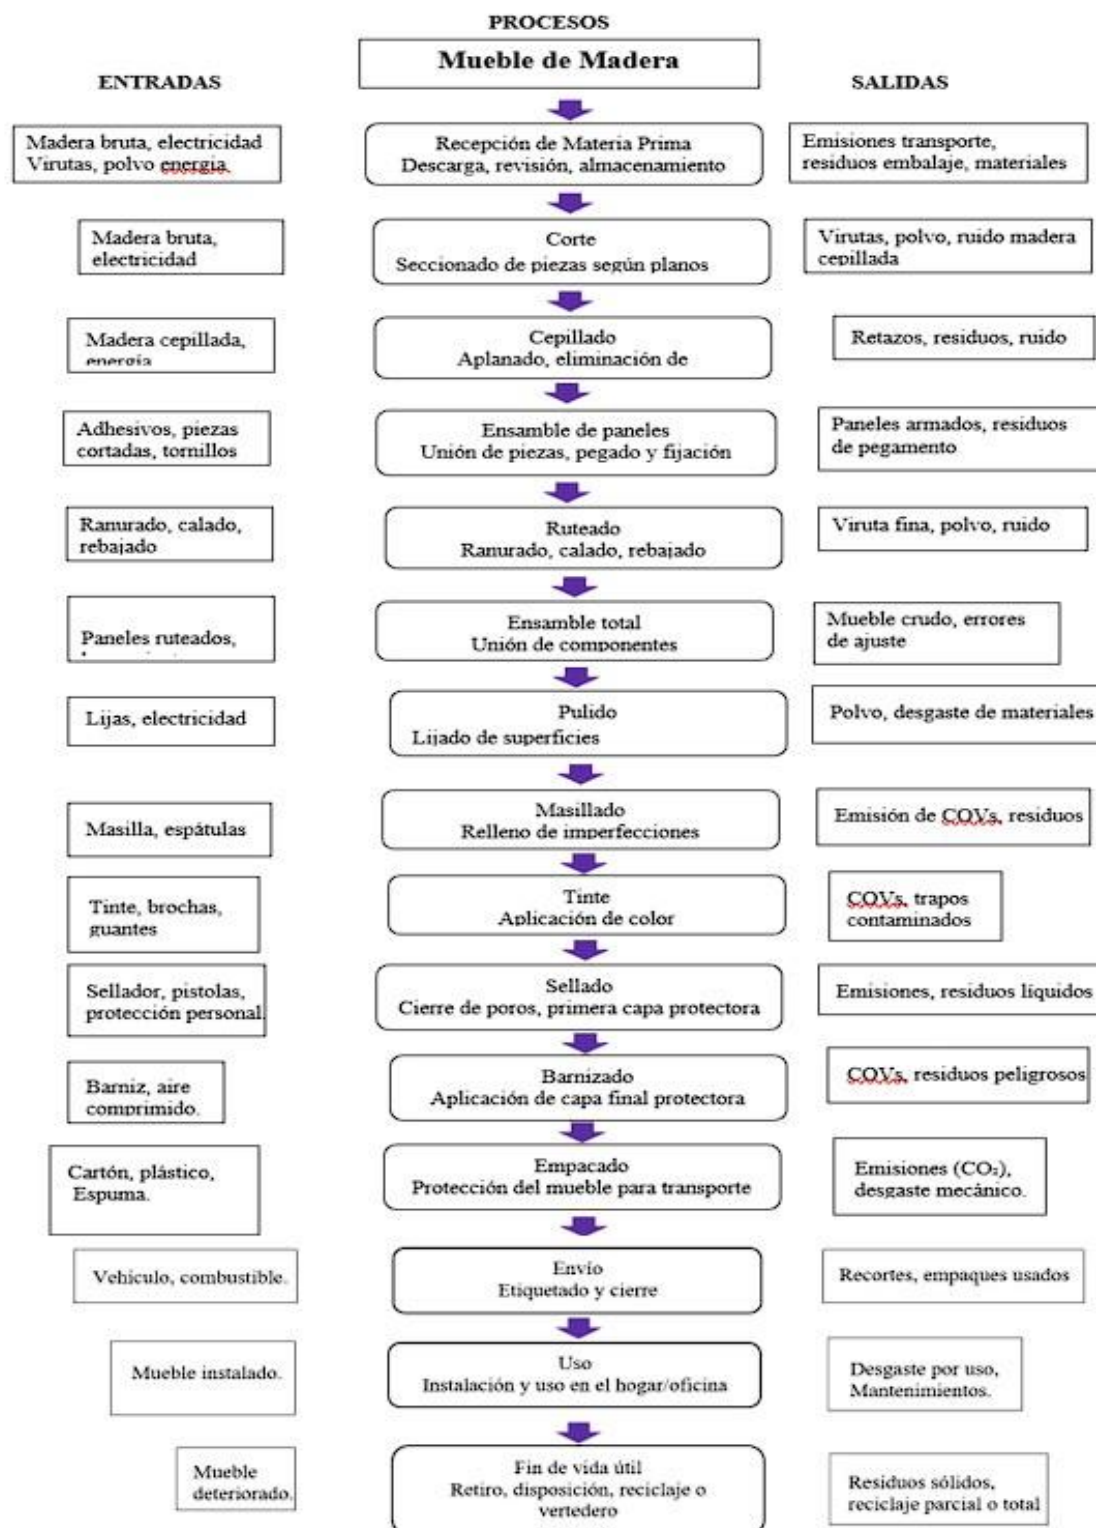 PROCESOS
Mueble de Madera
ENTRADAS
SALIDAS
Madera bruta, electricidad
Virutas, polvo energia.
Recepción de Materia Prima
Descarga, revisión, almacenamiento
Emisiones transporte,
residuos embalaje, materiales
Madera bruta,
electricidad
Corte
Seccionado de piezas según planos
Virutas, polvo, ruido madera
cepillada
Madera cepillada,
energía
Cepillado
Aplanado, eliminación de
Retazos, residuos, ruido
Adhesivos, piezas
cortadas, tornillos
Ensamble de paneles
Unión de piezas, pegado y fijación
Paneles armados, residuos
de pegamento
Ranurado, calado,
rebajado
Ruteado
Ranurado, calado, rebajado
Viruta fina, polvo, ruido
Paneles ruteados,
Ensamble total
Unión de componentes
Mueble crudo, errores
de ajuste
Lijas, electricidad
Pulido
Lijado de superficies
Polvo, desgaste de materiales
Masilla, espátulas
Masillado
Relleno de imperfecciones
Emisión de COVs, residuos
Tinte, brochas,
guantes
Tinte
Aplicación de color
COVs, trapos
contaminados
Sellador, pistolas,
protección personal.
Sellado
Cierre de poros, primera capa protectora
Emisiones, residuos líquidos
Barniz, aire
comprimido.
Barnizado
Aplicación de capa final protectora
COVs, residuos peligrosos
Cartón, plástico,
Espuma.
Empacado
Protección del mueble para transporte
Emisiones (CO₂),
desgaste mecánico.
Vehículo, combustible.
Envío
Etiquetado y cierre
Recortes, empaques usados
Mueble instalado.
Uso
Instalación y uso en el hogar/oficina
Desgaste por uso,
Mantenimientos.
Mueble
deteriorado.
Fin de vida útil
Retiro, disposición, reciclaje o
vertedero
Residuos sólidos,
reciclaje parcial o total